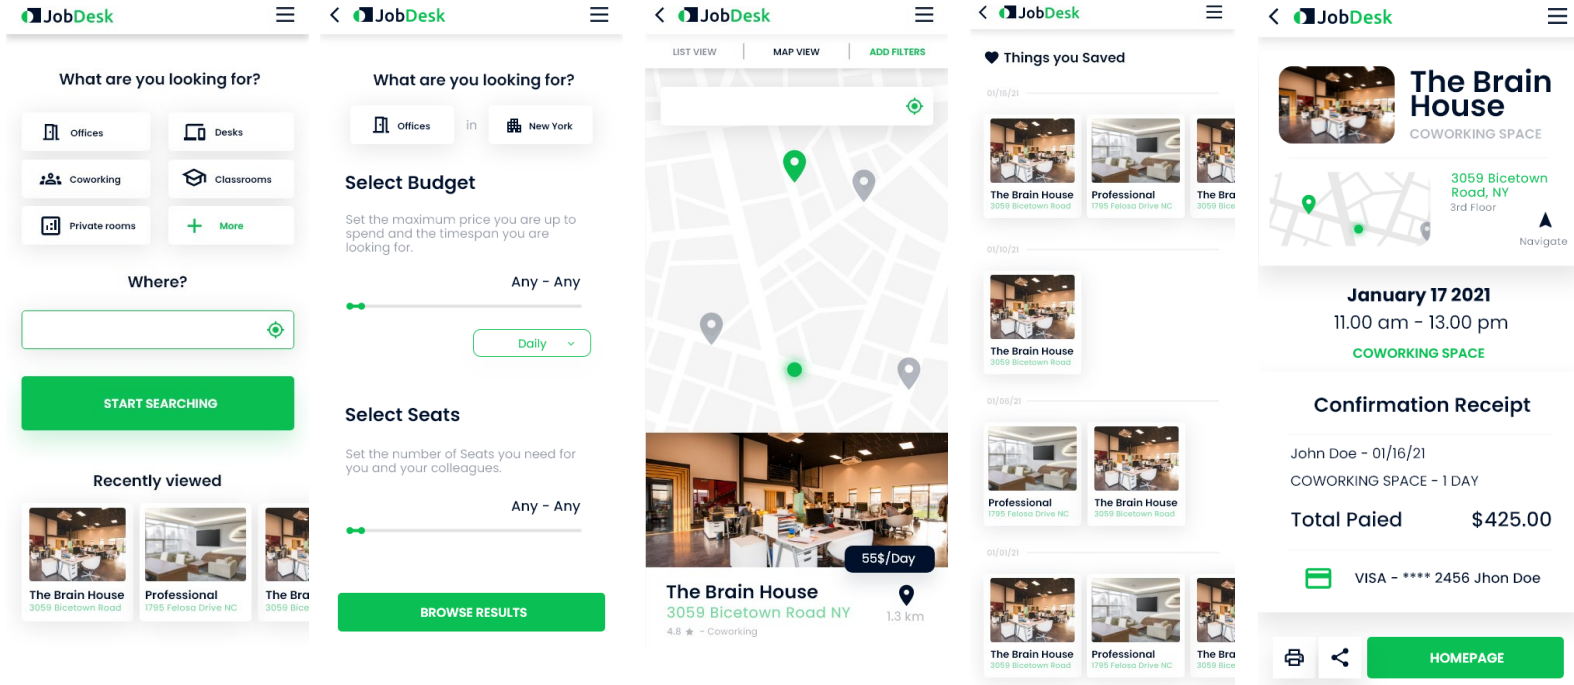 JobDesk
What are you looking for?
Offices
Desks
Coworking
Classrooms
Private rooms
More
Where?
START SEARCHING
Recently viewed
The Brain House
3059 Bicetown Road
Professional
1795 Felosa Drive NC
The Bra
3059 Bice
JobDesk
What are you looking for?
Offices
in
New York
Select Budget
Set the maximum price you are up to
spend and the timespan you are
looking for.
Any - Any
Daily
Select Seats
Set the number of Seats you need for
you and your colleagues.
Any - Any
BROWSE RESULTS
JobDesk
LIST VIEW
MAP VIEW
ADD FILTERS
55$/Day
The Brain House
3059 Bicetown Road NY
1.3 km
4.8 ★ - Coworking
JobDesk
Things you Saved
01/16/21
The Brain House
3059 Bicetown Road
Professional
1795 Felosa Drive NC
The Bra
3059 Bice
01/10/21
The Brain House
3059 Bicetown Road
01/06/21
Professional
1795 Felosa Drive NC
The Brain House
3059 Bicetown Road
01/01/21
The Brain House
3059 Bicetown Road
Professional
1795 Felosa Drive NC
The Bra
3059 Bice
JobDesk
The Brain
House
COWORKING SPACE
3059 Bicetown
Road, NY
3rd Floor
Navigate
January 17 2021
11.00 am - 13.00 pm
COWORKING SPACE
Confirmation Receipt
John Doe - 01/16/21
COWORKING SPACE - 1 DAY
Total Paied
$425.00
VISA - **** 2456 Jhon Doe
HOMEPAGE